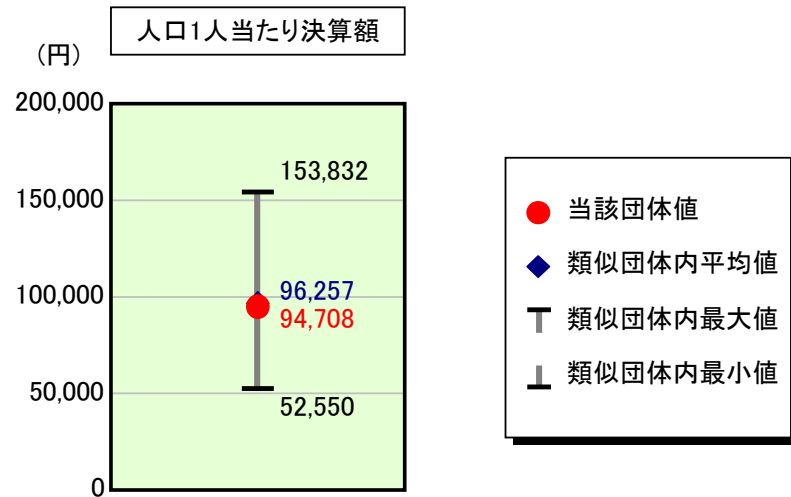 人口1人当たり決算額
(円)
200,000
150,000
100,000
50,000
0
153,832
96,257
94,708
52,550
当該団体値
類似団体内平均値
類似団体内最大値
類似団体内最小値